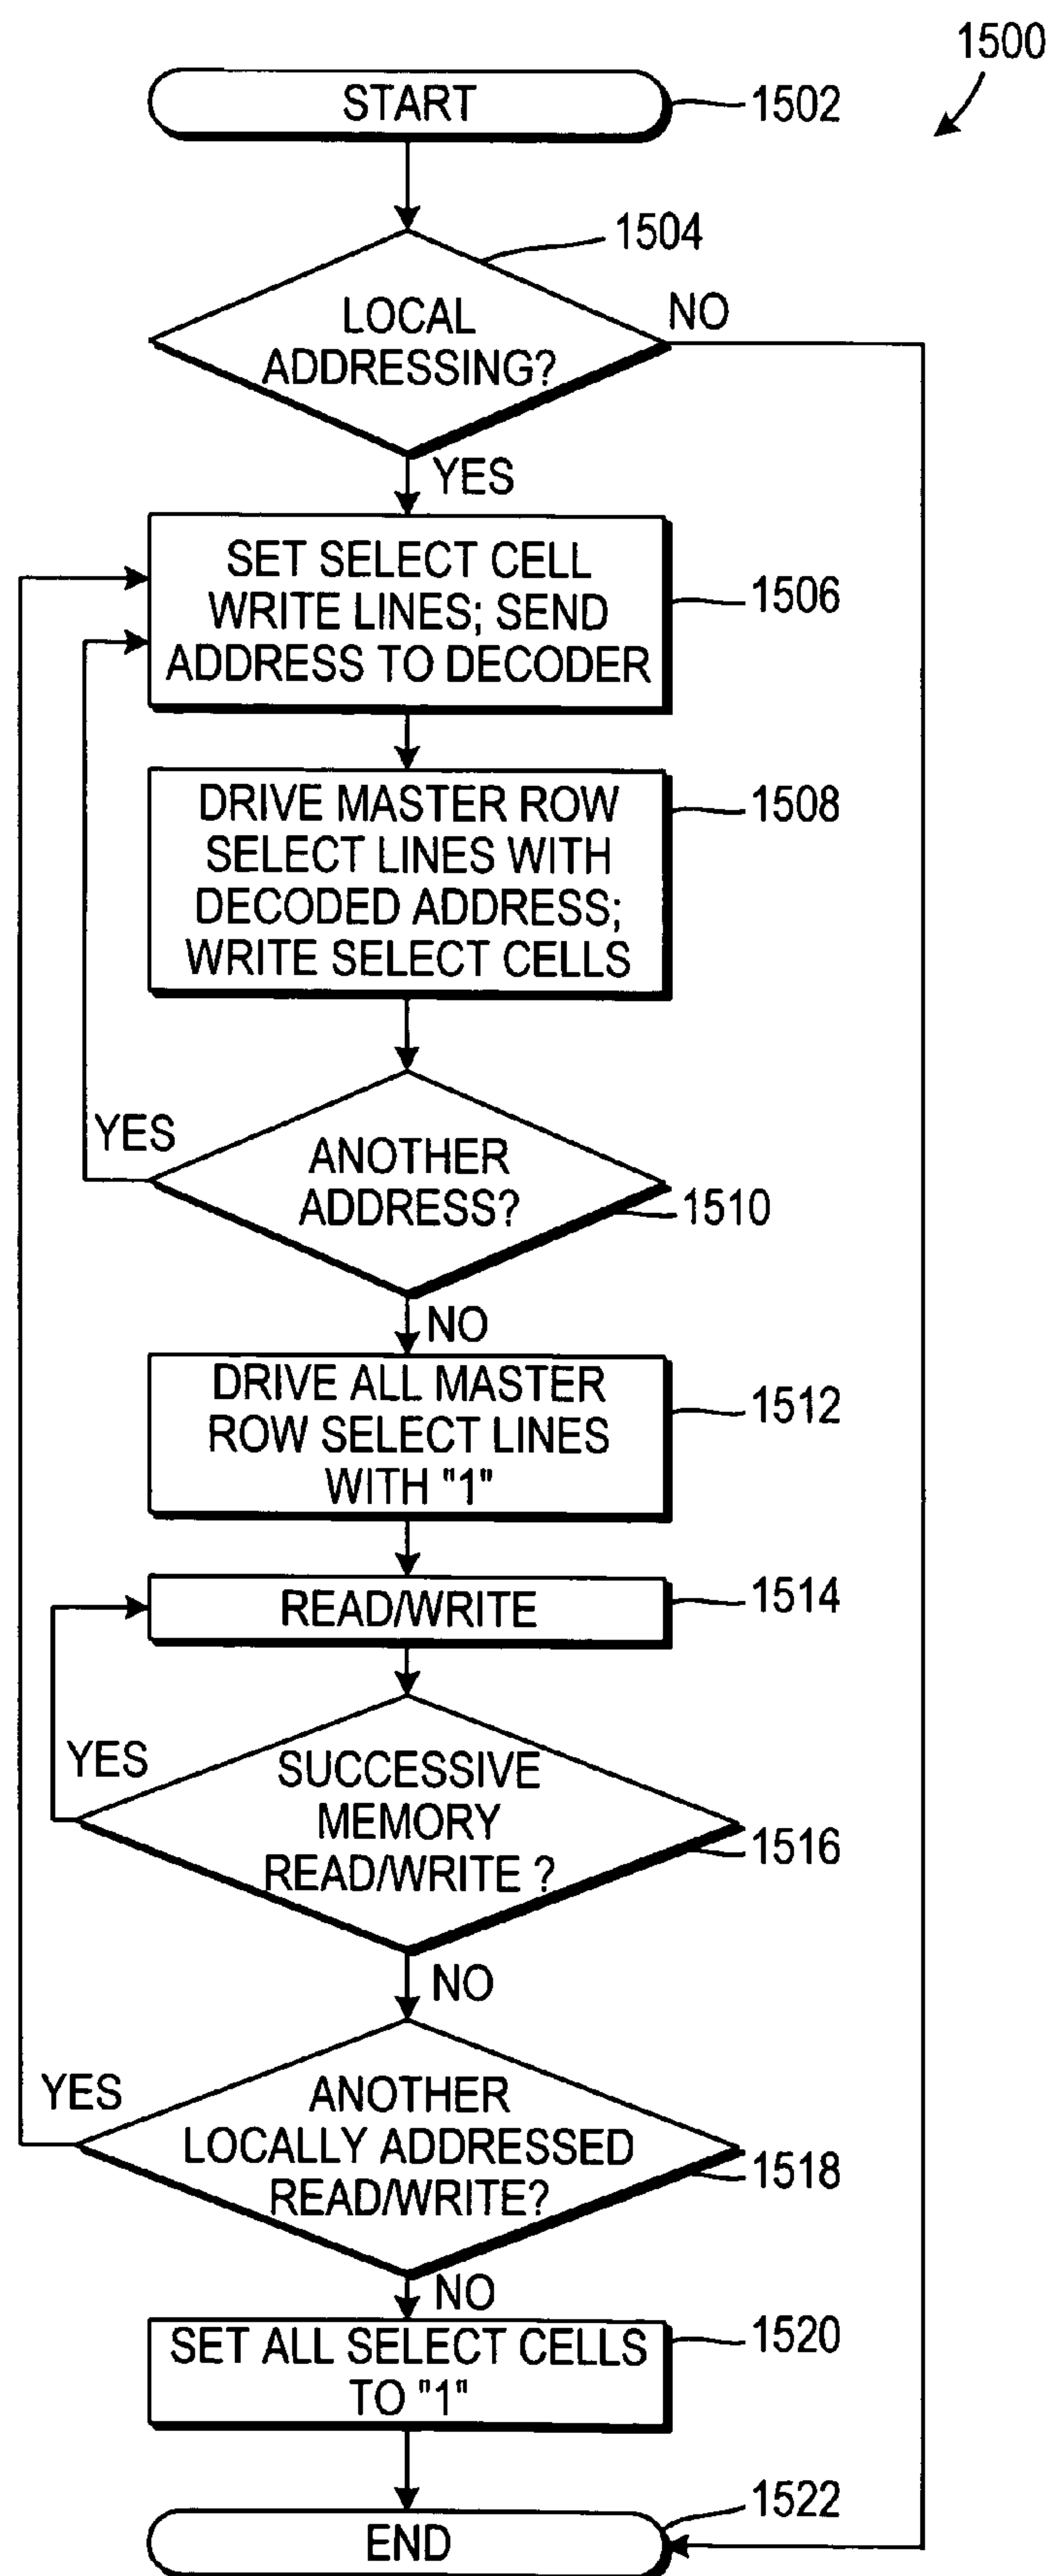 1500
START
1502
1504
LOCAL
ADDRESSING?
NO
YES
SET SELECT CELL
WRITE LINES; SEND
ADDRESS TO DECODER
1506
DRIVE MASTER ROW
SELECT LINES WITH
DECODED ADDRESS;
WRITE SELECT CELLS
1508
YES
ANOTHER
ADDRESS?
1510
NO
DRIVE ALL MASTER
ROW SELECT LINES
WITH "1"
1512
READ/WRITE
1514
YES
SUCCESSIVE
MEMORY
READ/WRITE ?
1516
NO
YES
ANOTHER
LOCALLY ADDRESSED
READ/WRITE?
1518
NO
SET ALL SELECT CELLS
TO "1"
1520
END
1522